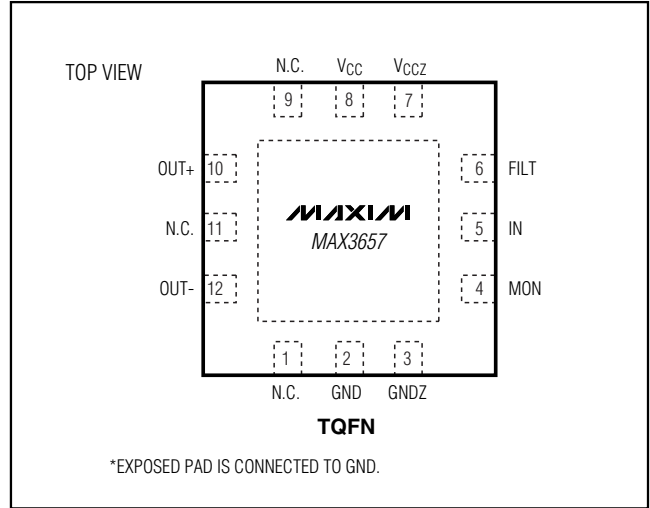 TOP VIEW
N.C. VCC VCCZ
9 8 7
OUT+ 10
6 FILT
MAXIM
MAX3657
N.C. 11
5 IN
OUT- 12
4 MON
1 2 3
N.C. GND GNDZ
TQFN
*EXPOSED PAD IS CONNECTED TO GND.